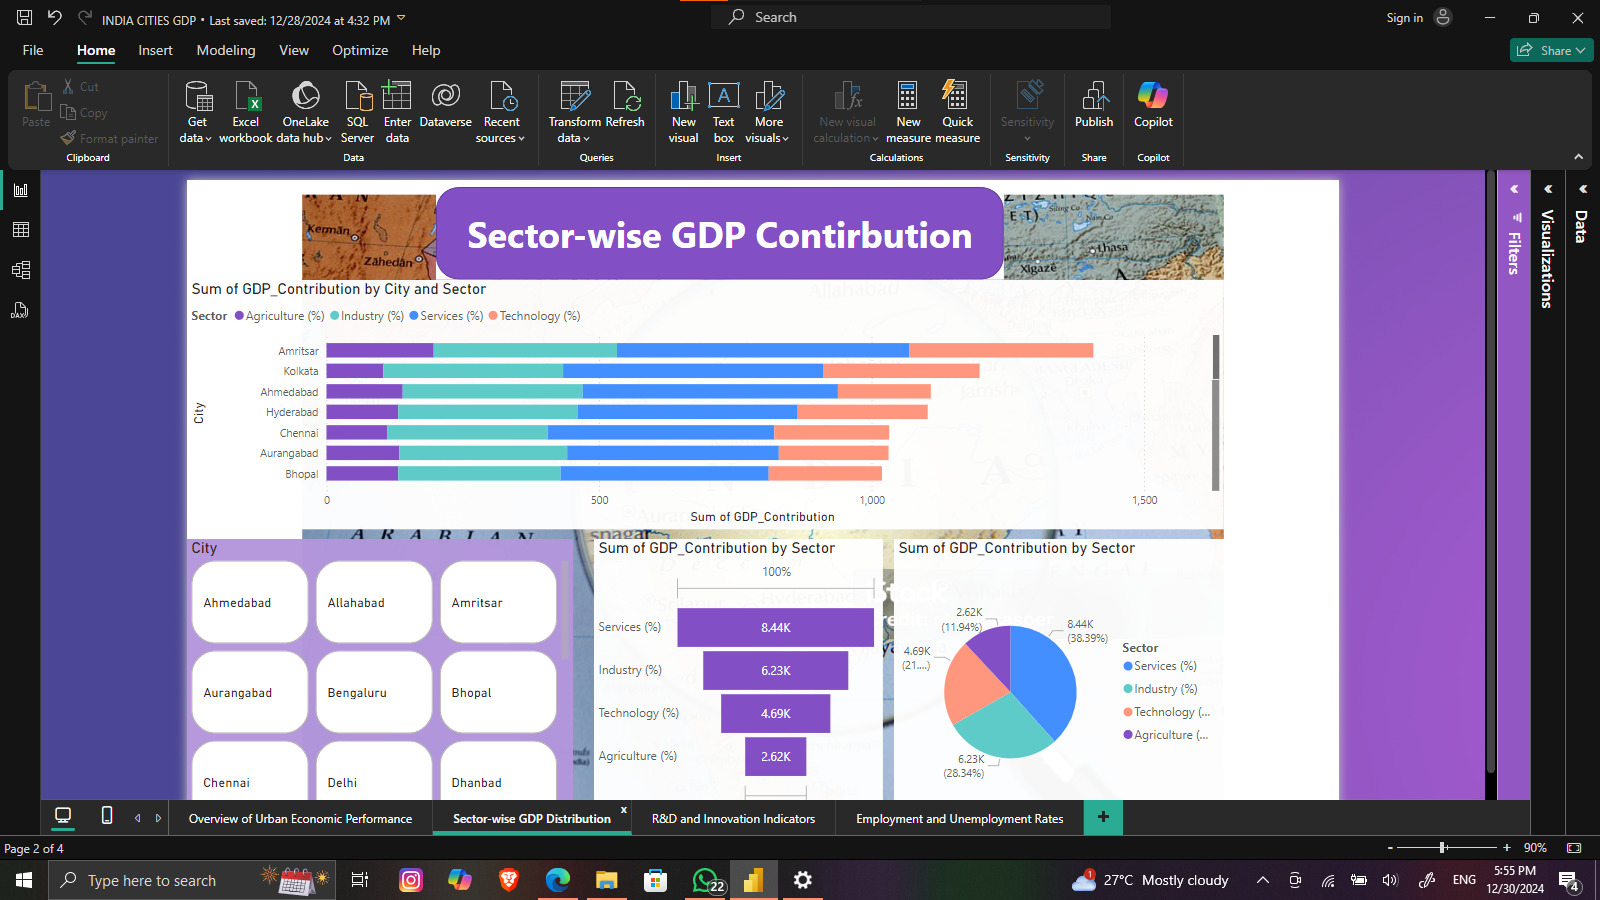 INDIA CITIES GDP • Last saved: 12/28/2024 at 4:32 PM
Search
Sign in
File Home Insert Modeling View Optimize Help
Share
Paste
Cut
Copy
Format painter
Clipboard
Get data
Excel workbook
OneLake data hub
SQL Server
Enter data
Dataverse
Recent sources
Data
Transform data
Refresh
Queries
New visual
Text box
More visuals
Insert
New visual calculation
New measure
Quick measure
Calculations
Sensitivity
Sensitivity
Publish
Share
Copilot
Copilot
Kerman
Zāhedān
Sector-wise GDP Contirbution
Siling Co
Nam Co
Lhasa
Xigazê
Filters
Visualizations
Data
Sum of GDP_Contribution by City and Sector
Sector Agriculture (%) Industry (%) Services (%) Technology (%)
City
Amritsar
Kolkata
Ahmedabad
Hyderabad
Chennai
Aurangabad
Bhopal
0 500 1,000 1,500
Sum of GDP_Contribution
City
Ahmedabad Allahabad Amritsar
Aurangabad Bengaluru Bhopal
Chennai Delhi Dhanbad
Sum of GDP_Contribution by Sector
100%
Services (%) 8.44K
Industry (%) 6.23K
Technology (%) 4.69K
Agriculture (%) 2.62K
Sum of GDP_Contribution by Sector
2.62K
(11.94%)
8.44K
(38.39%)
4.69K
(21....)
6.23K
(28.34%)
Sector
Services (%)
Industry (%)
Technology (...
Agriculture (...
Overview of Urban Economic Performance
Sector-wise GDP Distribution x
R&D and Innovation Indicators
Employment and Unemployment Rates
+
Page 2 of 4
- + 90%
Type here to search
22
1
27°C Mostly cloudy
ENG
5:55 PM
12/30/2024
4